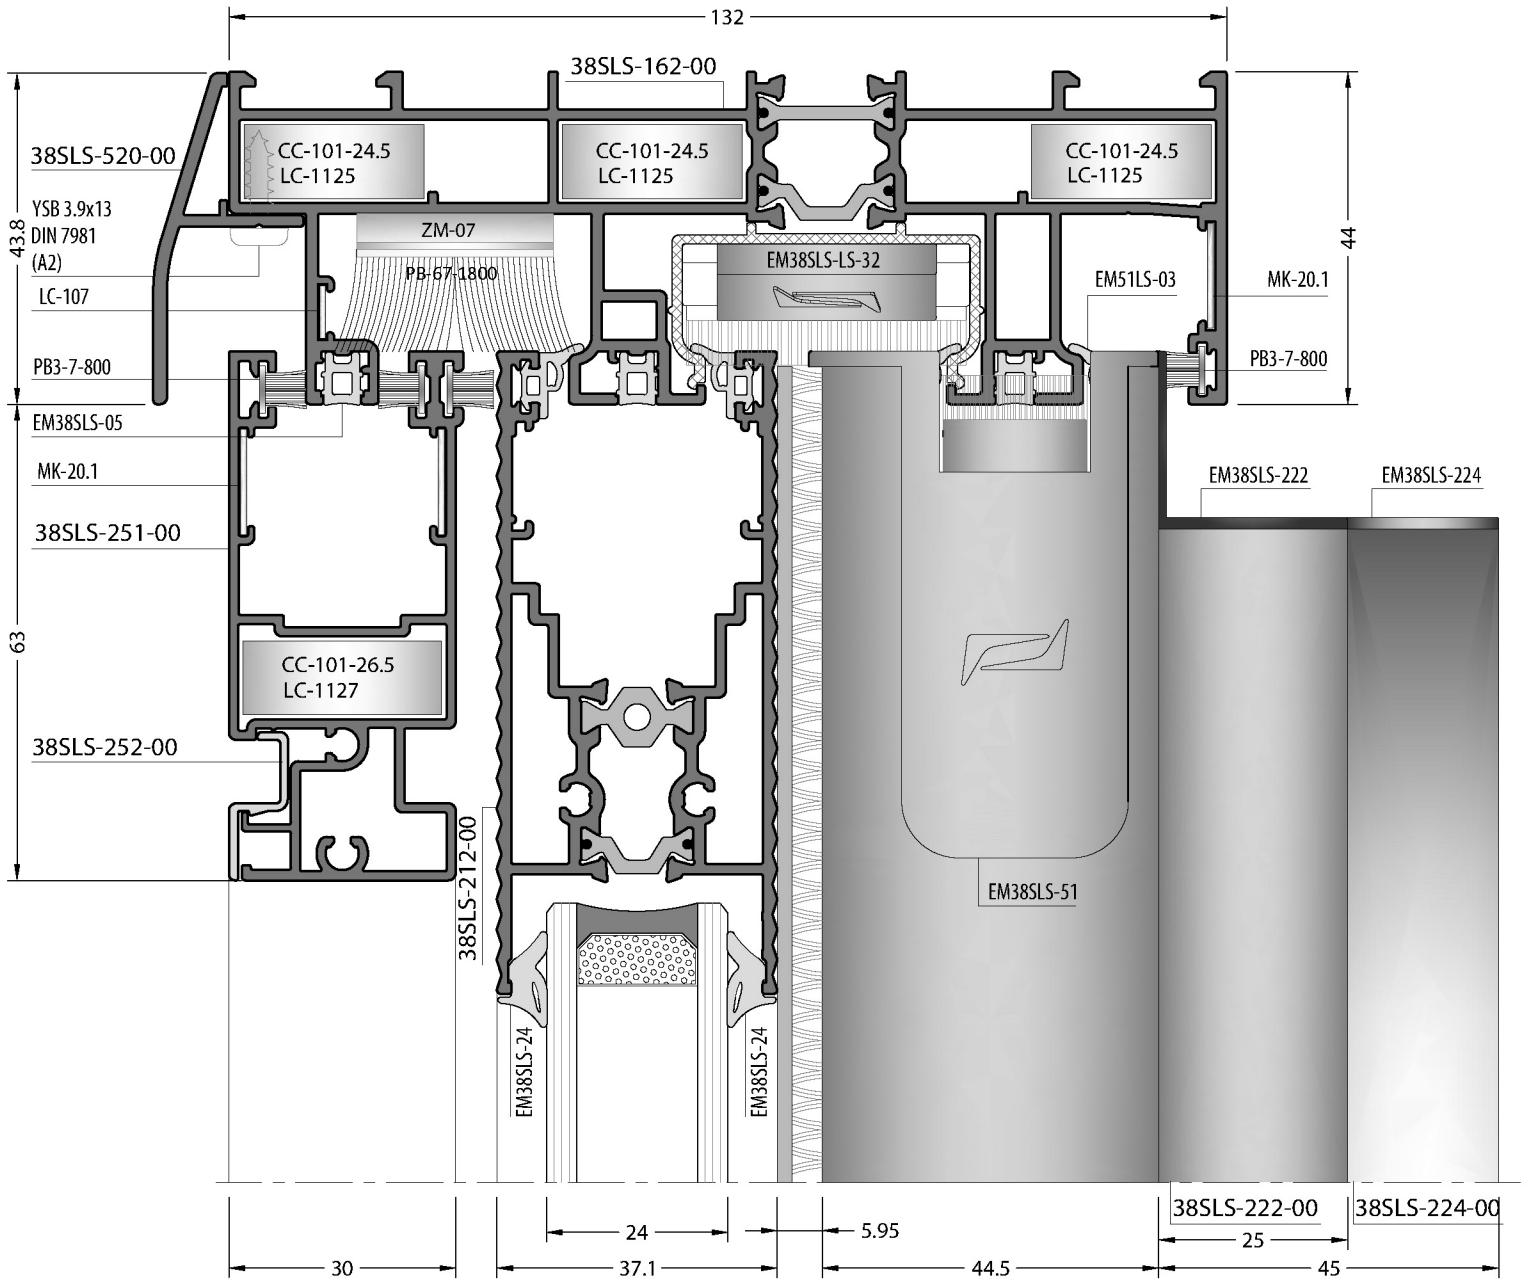 132
38SLS-162-00
CC-101-24.5
LC-1125
CC-101-24.5
LC-1125
CC-101-24.5
LC-1125
38SLS-520-00
YSB 3.9x13
DIN 7981
(A2)
LC-107
43.8
44
ZM-07
PB-67-1800
EM38SLS-LS-32
EM51LS-03
MK-20.1
PB3-7-800
PB3-7-800
EM38SLS-05
MK-20.1
38SLS-251-00
EM38SLS-222
EM38SLS-224
63
CC-101-26.5
LC-1127
38SLS-252-00
38SLS-212-00
EM38SLS-51
EM38SLS-24
EM38SLS-24
38SLS-222-00
38SLS-224-00
24
5.95
25
30
37.1
44.5
45